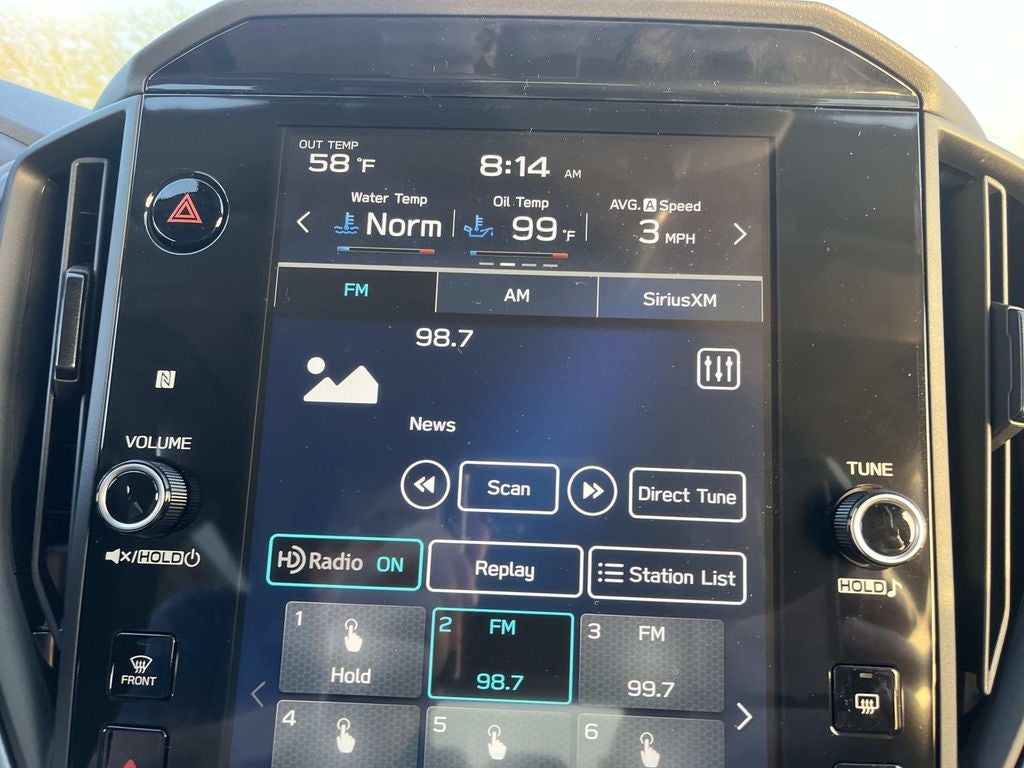 OUT TEMP
58 °F
8:14 AM
Water Temp
Norm
Oil Temp
99 °F
AVG. A Speed
3 MPH
FM
AM
SiriusXM
98.7
News
Scan
Direct Tune
HD Radio ON
Replay
Station List
1
Hold
2 FM
98.7
3 FM
99.7
4
5
6
N
VOLUME
/HOLD
FRONT
TUNE
HOLD